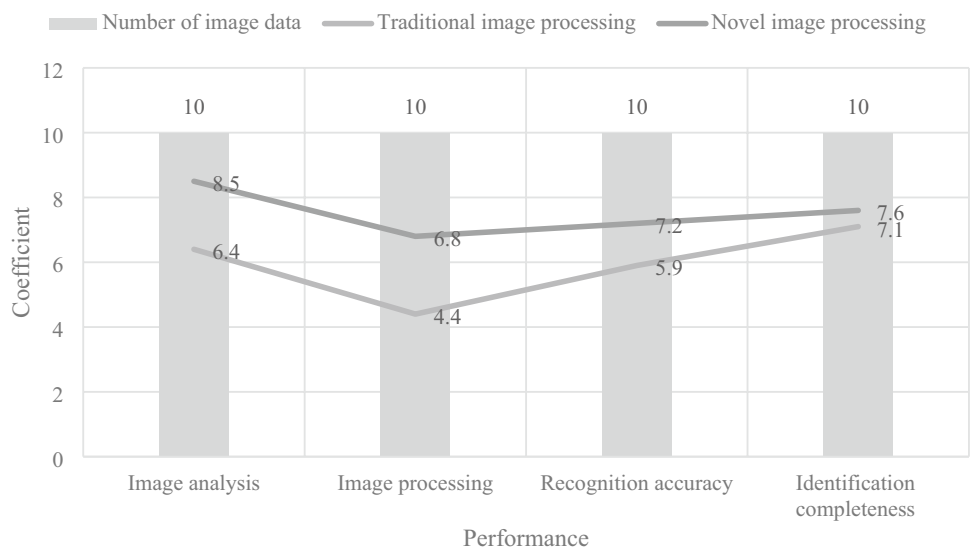 Number of image data Traditional image processing Novel image processing
12
10 10 10 10
10
8.5
8
7.6
7.2
7.1
6.8
6.4
6
5.9
4.4
4
2
0
Coefficient
Image analysis Image processing Recognition accuracy Identification
completeness
Performance